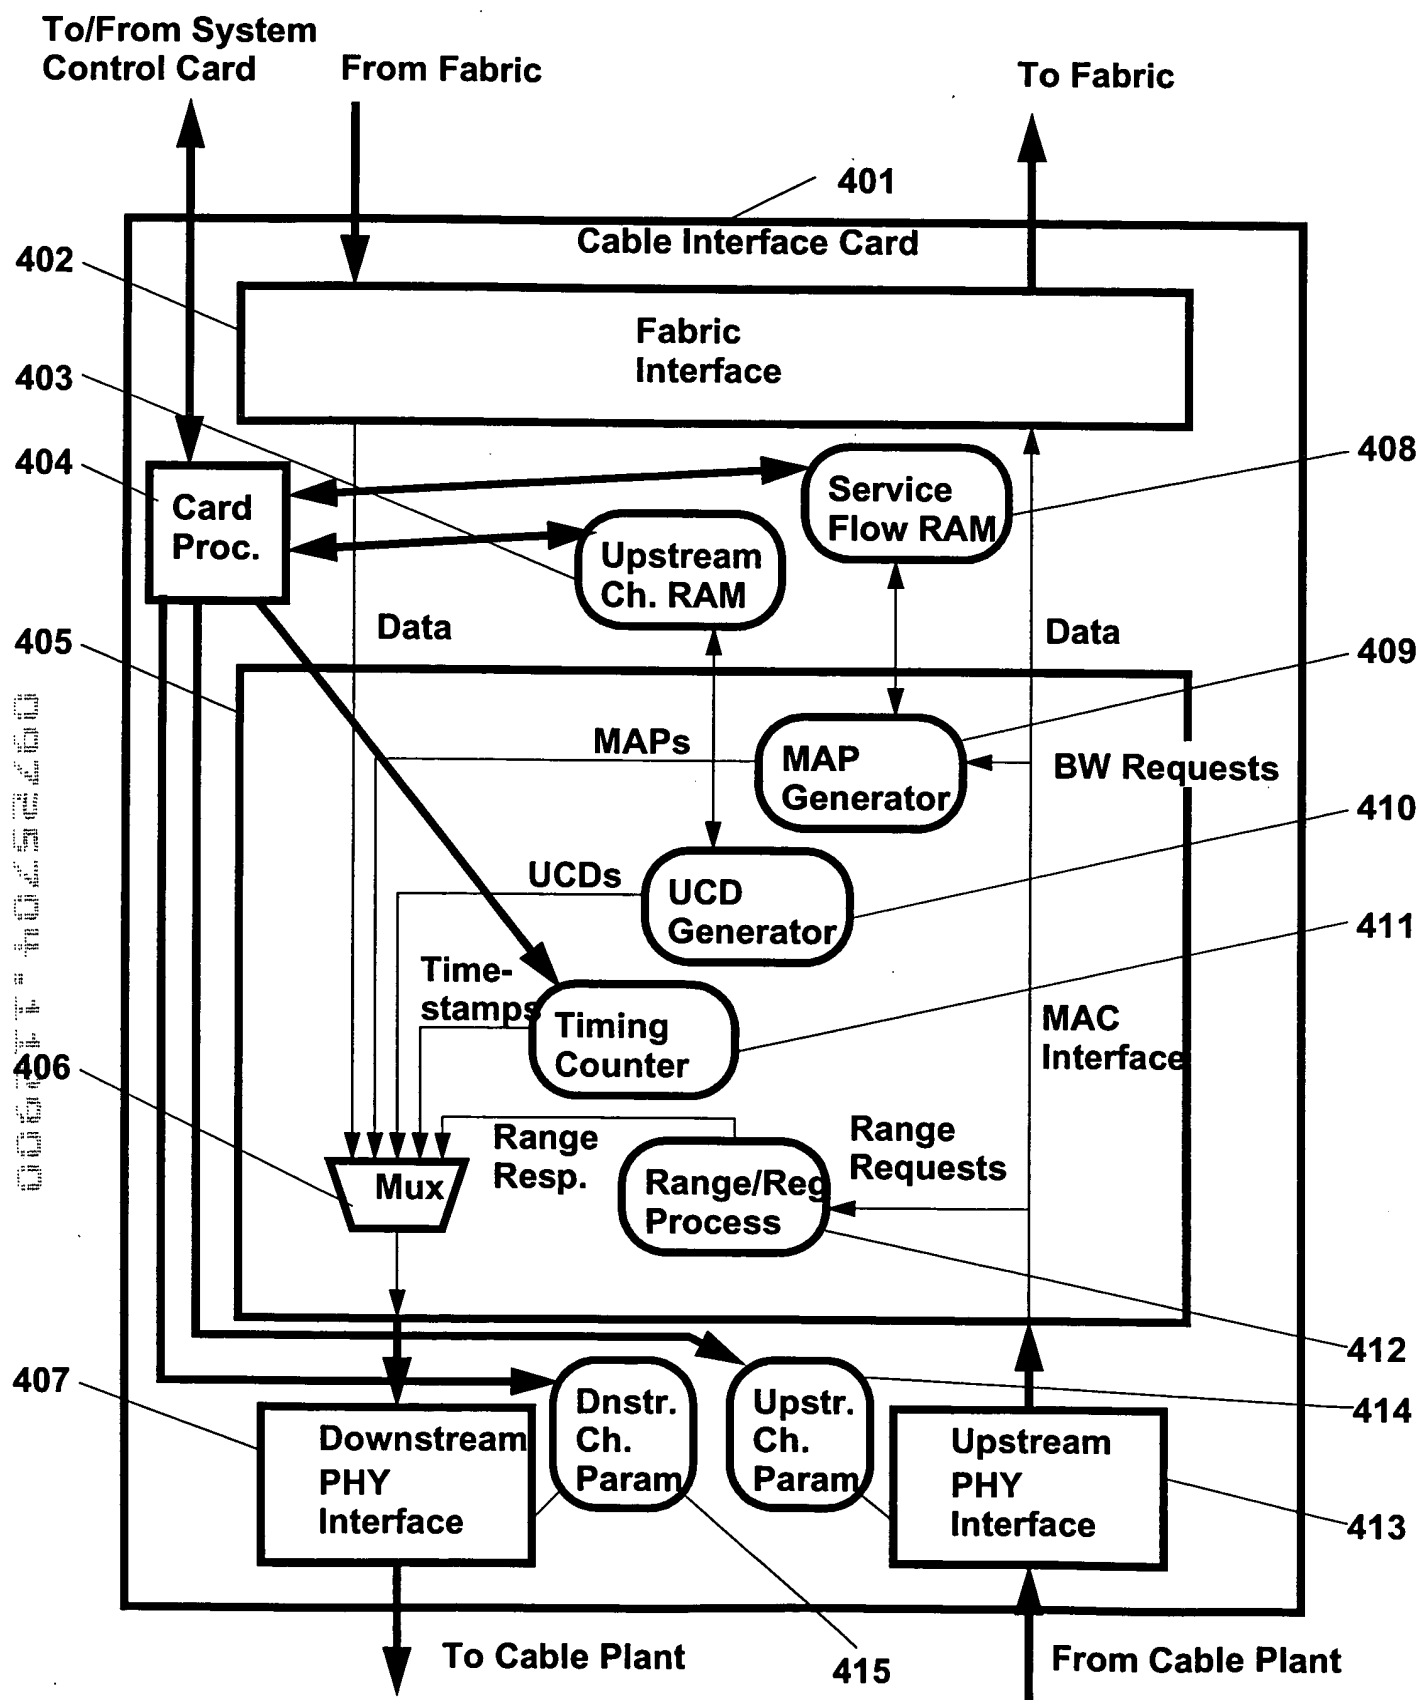 To/From System
Control Card
From Fabric
To Fabric
401
Cable Interface Card
402
Fabric
Interface
403
404
408
Card
Proc.
Service
Flow RAM
Upstream
Ch. RAM
Data
Data
405
409
MAPs
MAP
Generator
BW Requests
410
UCDs
UCD
Generator
411
Time-
stamps
Timing
Counter
MAC
Interface
406
Range
Resp.
Range
Requests
Mux
Range/Reg
Process
412
407
414
Dnstr.
Ch.
Param
Upstr.
Ch.
Param
Downstream
PHY
Interface
Upstream
PHY
Interface
413
To Cable Plant
415
From Cable Plant